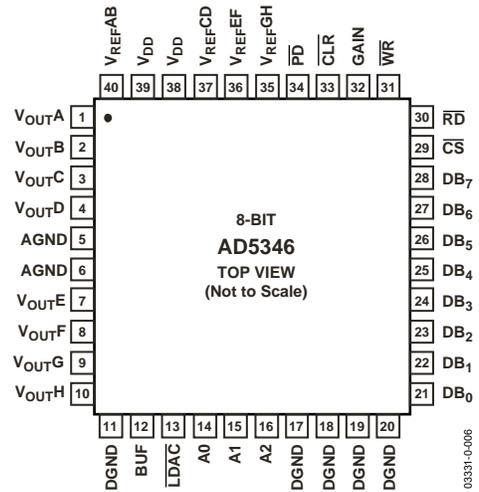 VREFAB
VDD
VDD
VREFCD
VREFEF
VREFGH
PD
CLR
GAIN
WR
40
39
38
37
36
35
34
33
32
31
VOUTA 1
VOUTB 2
VOUTC 3
VOUTD 4
AGND 5
AGND 6
VOUTE 7
VOUTF 8
VOUTG 9
VOUTH 10
8-BIT
AD5346
TOP VIEW
(Not to Scale)
30 RD
29 CS
28 DB7
27 DB6
26 DB5
25 DB4
24 DB3
23 DB2
22 DB1
21 DB0
11
12
13
14
15
16
17
18
19
20
DGND
BUF
LDAC
A0
A1
A2
DGND
DGND
DGND
DGND
03331-0-006